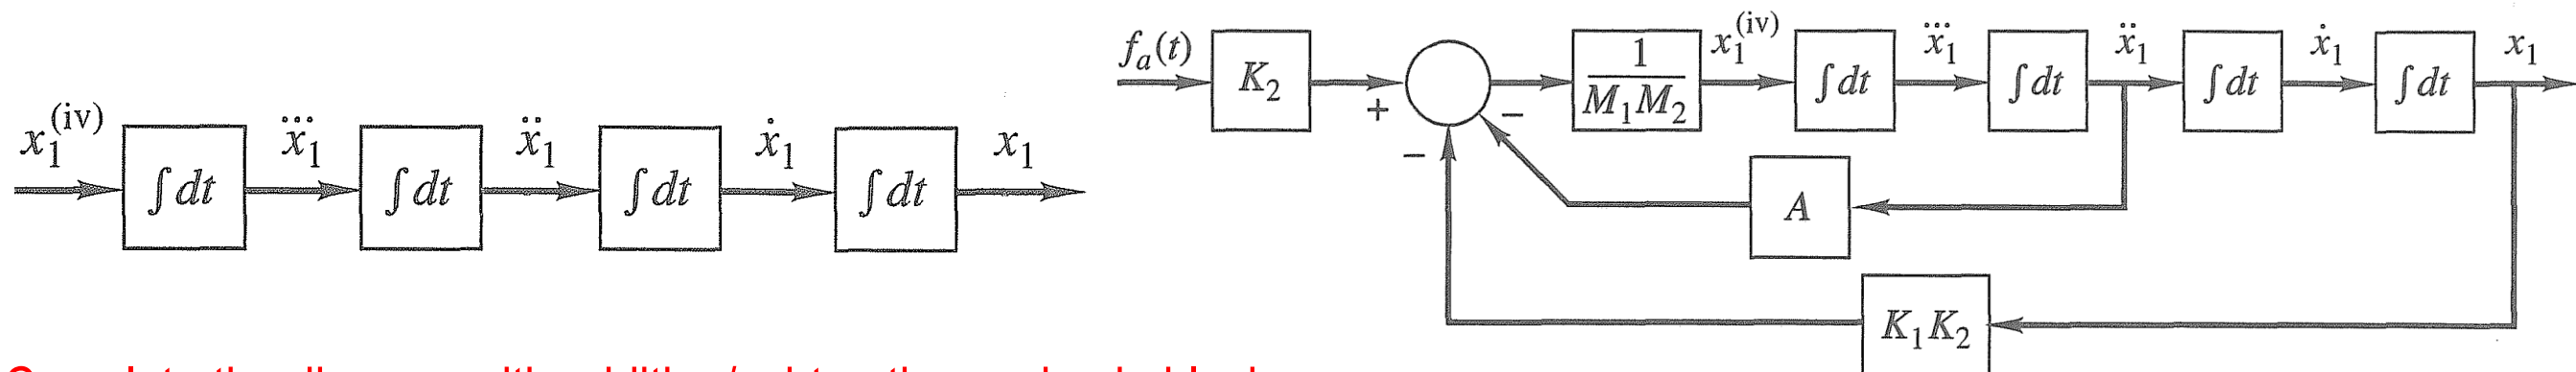 x₁^(iv) ∫dt x⃛₁ ∫dt ẍ₁ ∫dt ẋ₁ ∫dt x₁
f_a(t) K₂ + − 1/(M₁M₂) x₁^(iv) ∫dt x⃛₁ ∫dt ẍ₁ ∫dt ẋ₁ ∫dt x₁
− A
K₁K₂